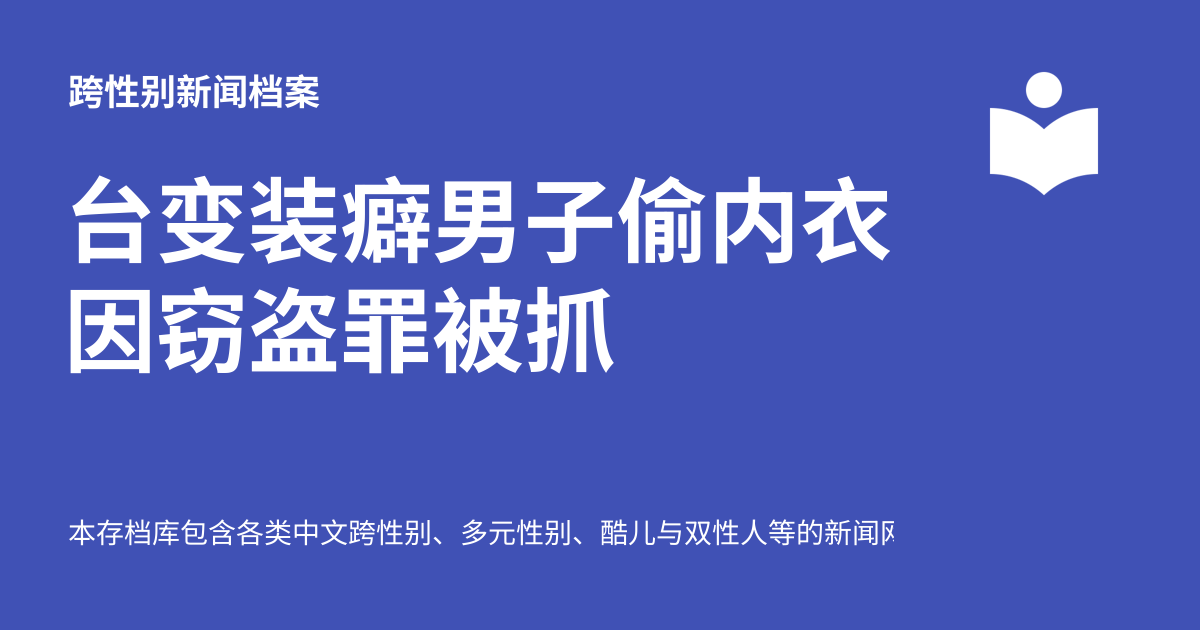 跨性别新闻档案
台变装癖男子偷内衣
因窃盗罪被抓
本存档库包含各类中文跨性别、多元性别、酷儿与双性人等的新闻网